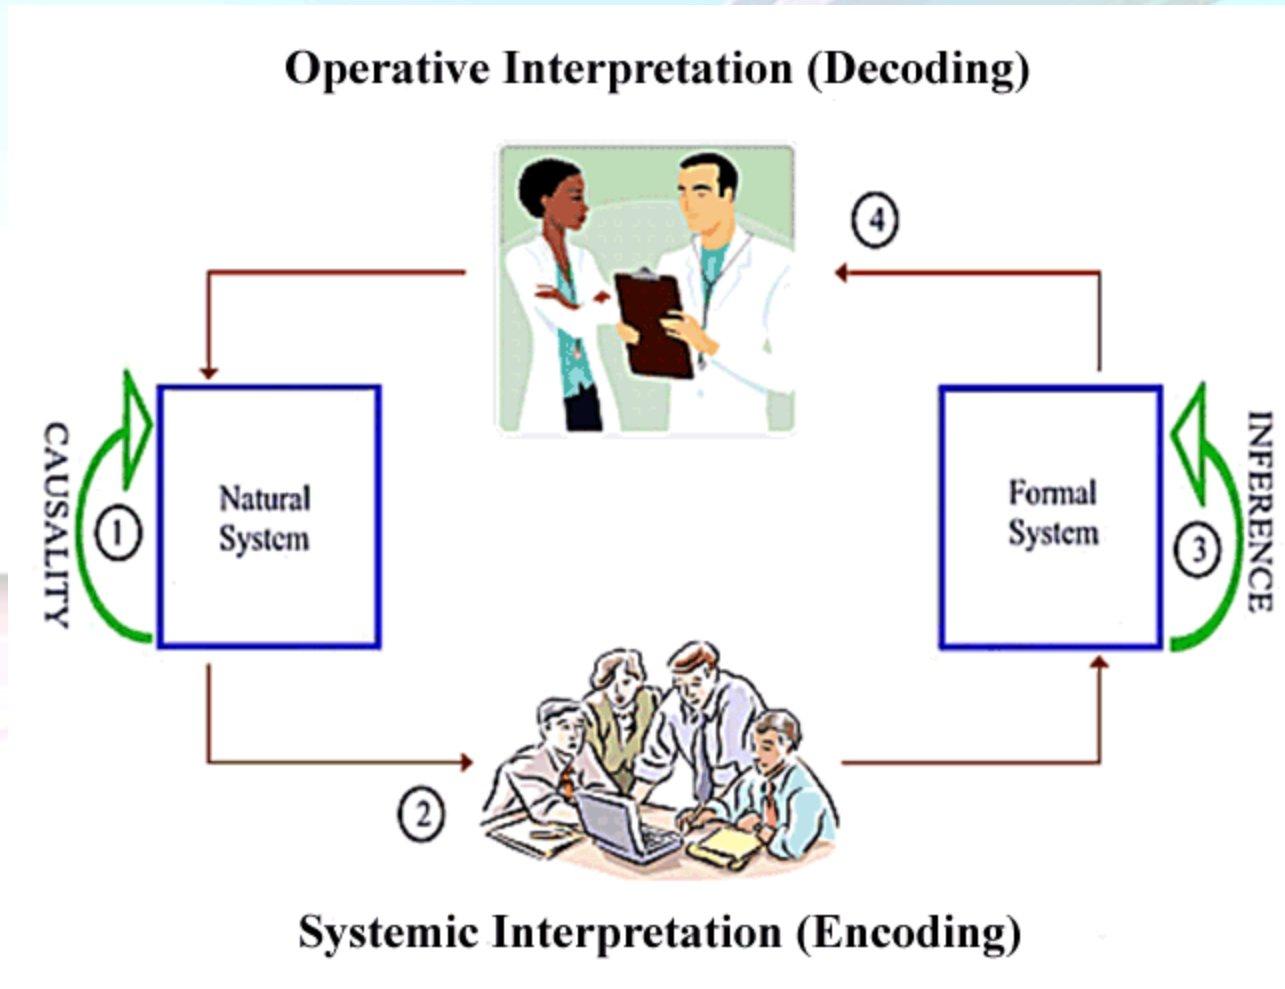 Operative Interpretation (Decoding)
4
CAUSALITY
1
Natural
System
Formal
System
3
INFERENCE
2
Systemic Interpretation (Encoding)